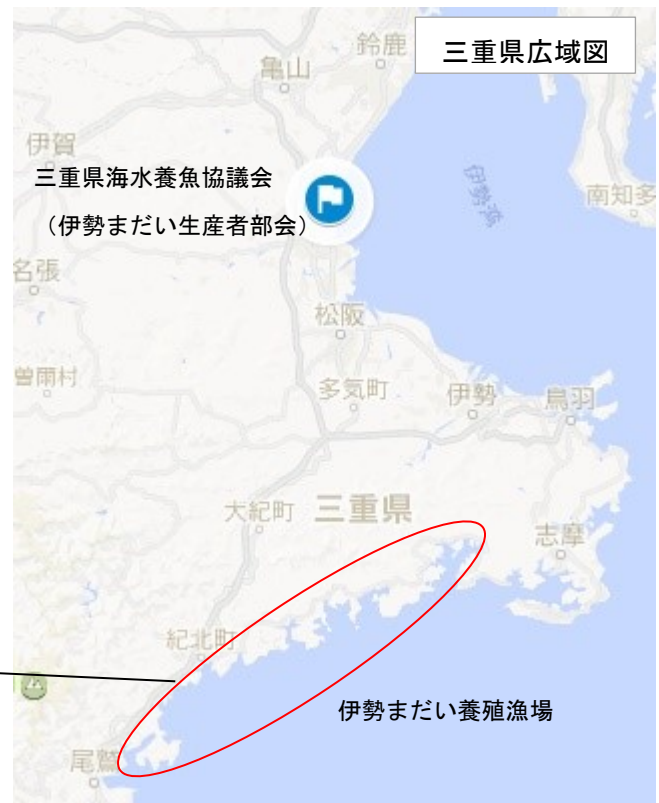 三重県広域図
鈴鹿
亀山
伊賀
三重県海水養魚協議会
（伊勢まだい生産者部会）
伊勢湾
南知多
名張
松阪
曽爾村
多気町
伊勢
鳥羽
大紀町
三重県
志摩
紀北町
伊勢まだい養殖漁場
尾鷲